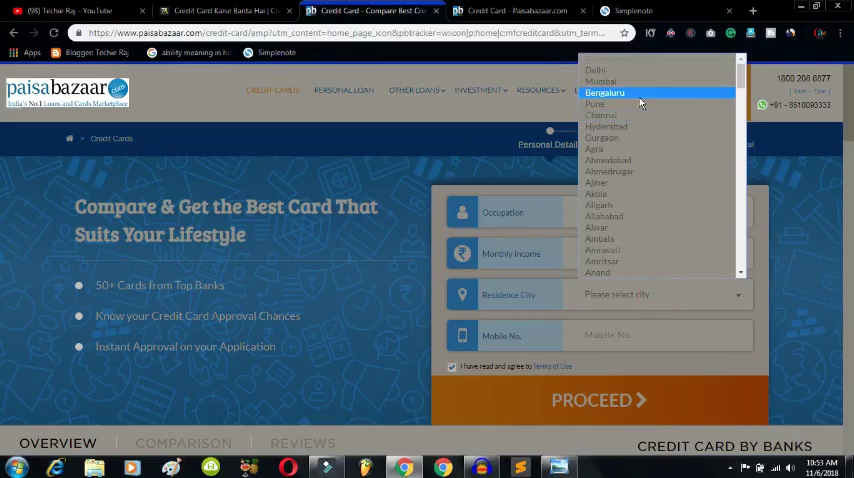 (98) Techie Raj - YouTube
Credit Card Kaise Banta Hai | Cr
Credit Card - Compare Best Cre
Credit Card - Paisabazaar.com
Simplenote
https://www.paisabazaar.com/credit-card/amp?utm_content=home_page_icon&pbtracker=wicon|p:home|c:mfcreditcard&utm_term...
Apps
Blogger: Techie Raj
ability meaning in h
Simplenote
paisabazaar.com
India's No.1 Loans and Cards Marketplace
CREDIT CARDS
PERSONAL LOAN
OTHER LOANS
INVESTMENT
RESOURCES
1800 208 8877
+91 - 8510093333
> Credit Cards
Personal Detail
Compare & Get the Best Card That
Suits Your Lifestyle
50+ Cards from Top Banks
Know your Credit Card Approval Chances
Instant Approval on your Application
Delhi
Mumbai
Bengaluru
Pune
Chennai
Hyderabad
Gurgaon
Agra
Ahmedabad
Ahmednagar
Ajmer
Akola
Aligarh
Allahabad
Alwar
Ambala
Amravati
Amritsar
Anand
Occupation
Monthly Income
Residence City
Please select city
Mobile No.
Mobile No.
I have read and agree to Terms of Use
PROCEED
OVERVIEW
COMPARISON
REVIEWS
CREDIT CARD BY BANKS
10:53 AM
11/6/2018